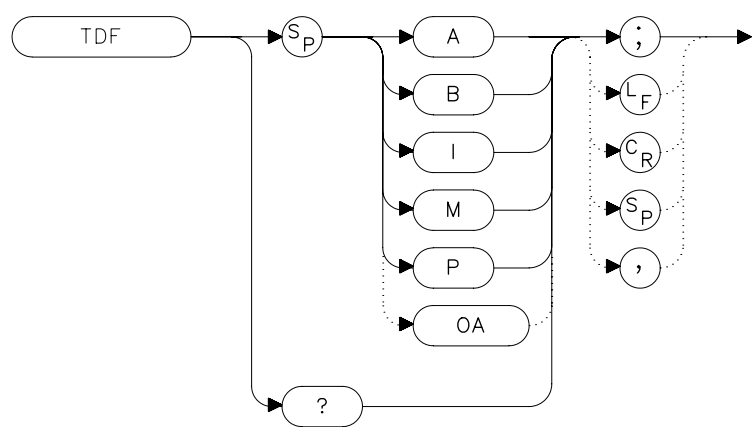 TDF SP A ;
B LF
I CR
M SP
P ,
OA
?